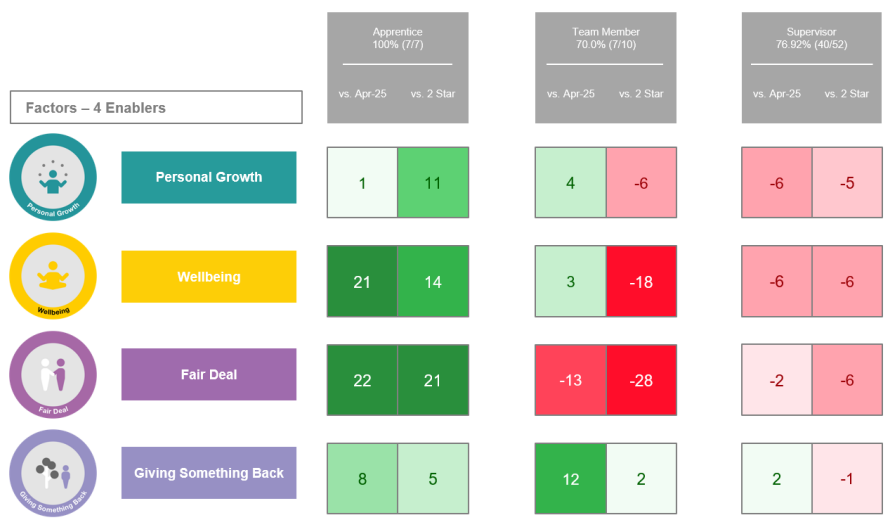 Apprentice
100% (7/7)
Team Member
70.0% (7/10)
Supervisor
76.92% (40/52)
vs. Apr-25 vs. 2 Star
vs. Apr-25 vs. 2 Star
vs. Apr-25 vs. 2 Star
Factors – 4 Enablers
Personal Growth
Personal Growth
1 11
4 -6
-6 -5
Wellbeing
Wellbeing
21 14
3 -18
-6 -6
Fair Deal
Fair Deal
22 21
-13 -28
-2 -6
Giving Something Back
Giving Something Back
8 5
12 2
2 -1